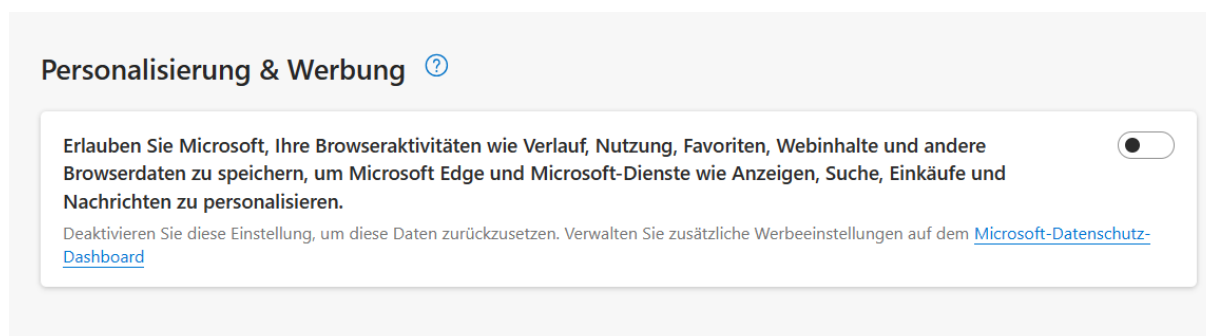 Personalisierung & Werbung
Erlauben Sie Microsoft, Ihre Browseraktivitäten wie Verlauf, Nutzung, Favoriten, Webinhalte und andere
Browserdaten zu speichern, um Microsoft Edge und Microsoft-Dienste wie Anzeigen, Suche, Einkäufe und
Nachrichten zu personalisieren.
Deaktivieren Sie diese Einstellung, um diese Daten zurückzusetzen. Verwalten Sie zusätzliche Werbeeinstellungen auf dem Microsoft-Datenschutz-
Dashboard